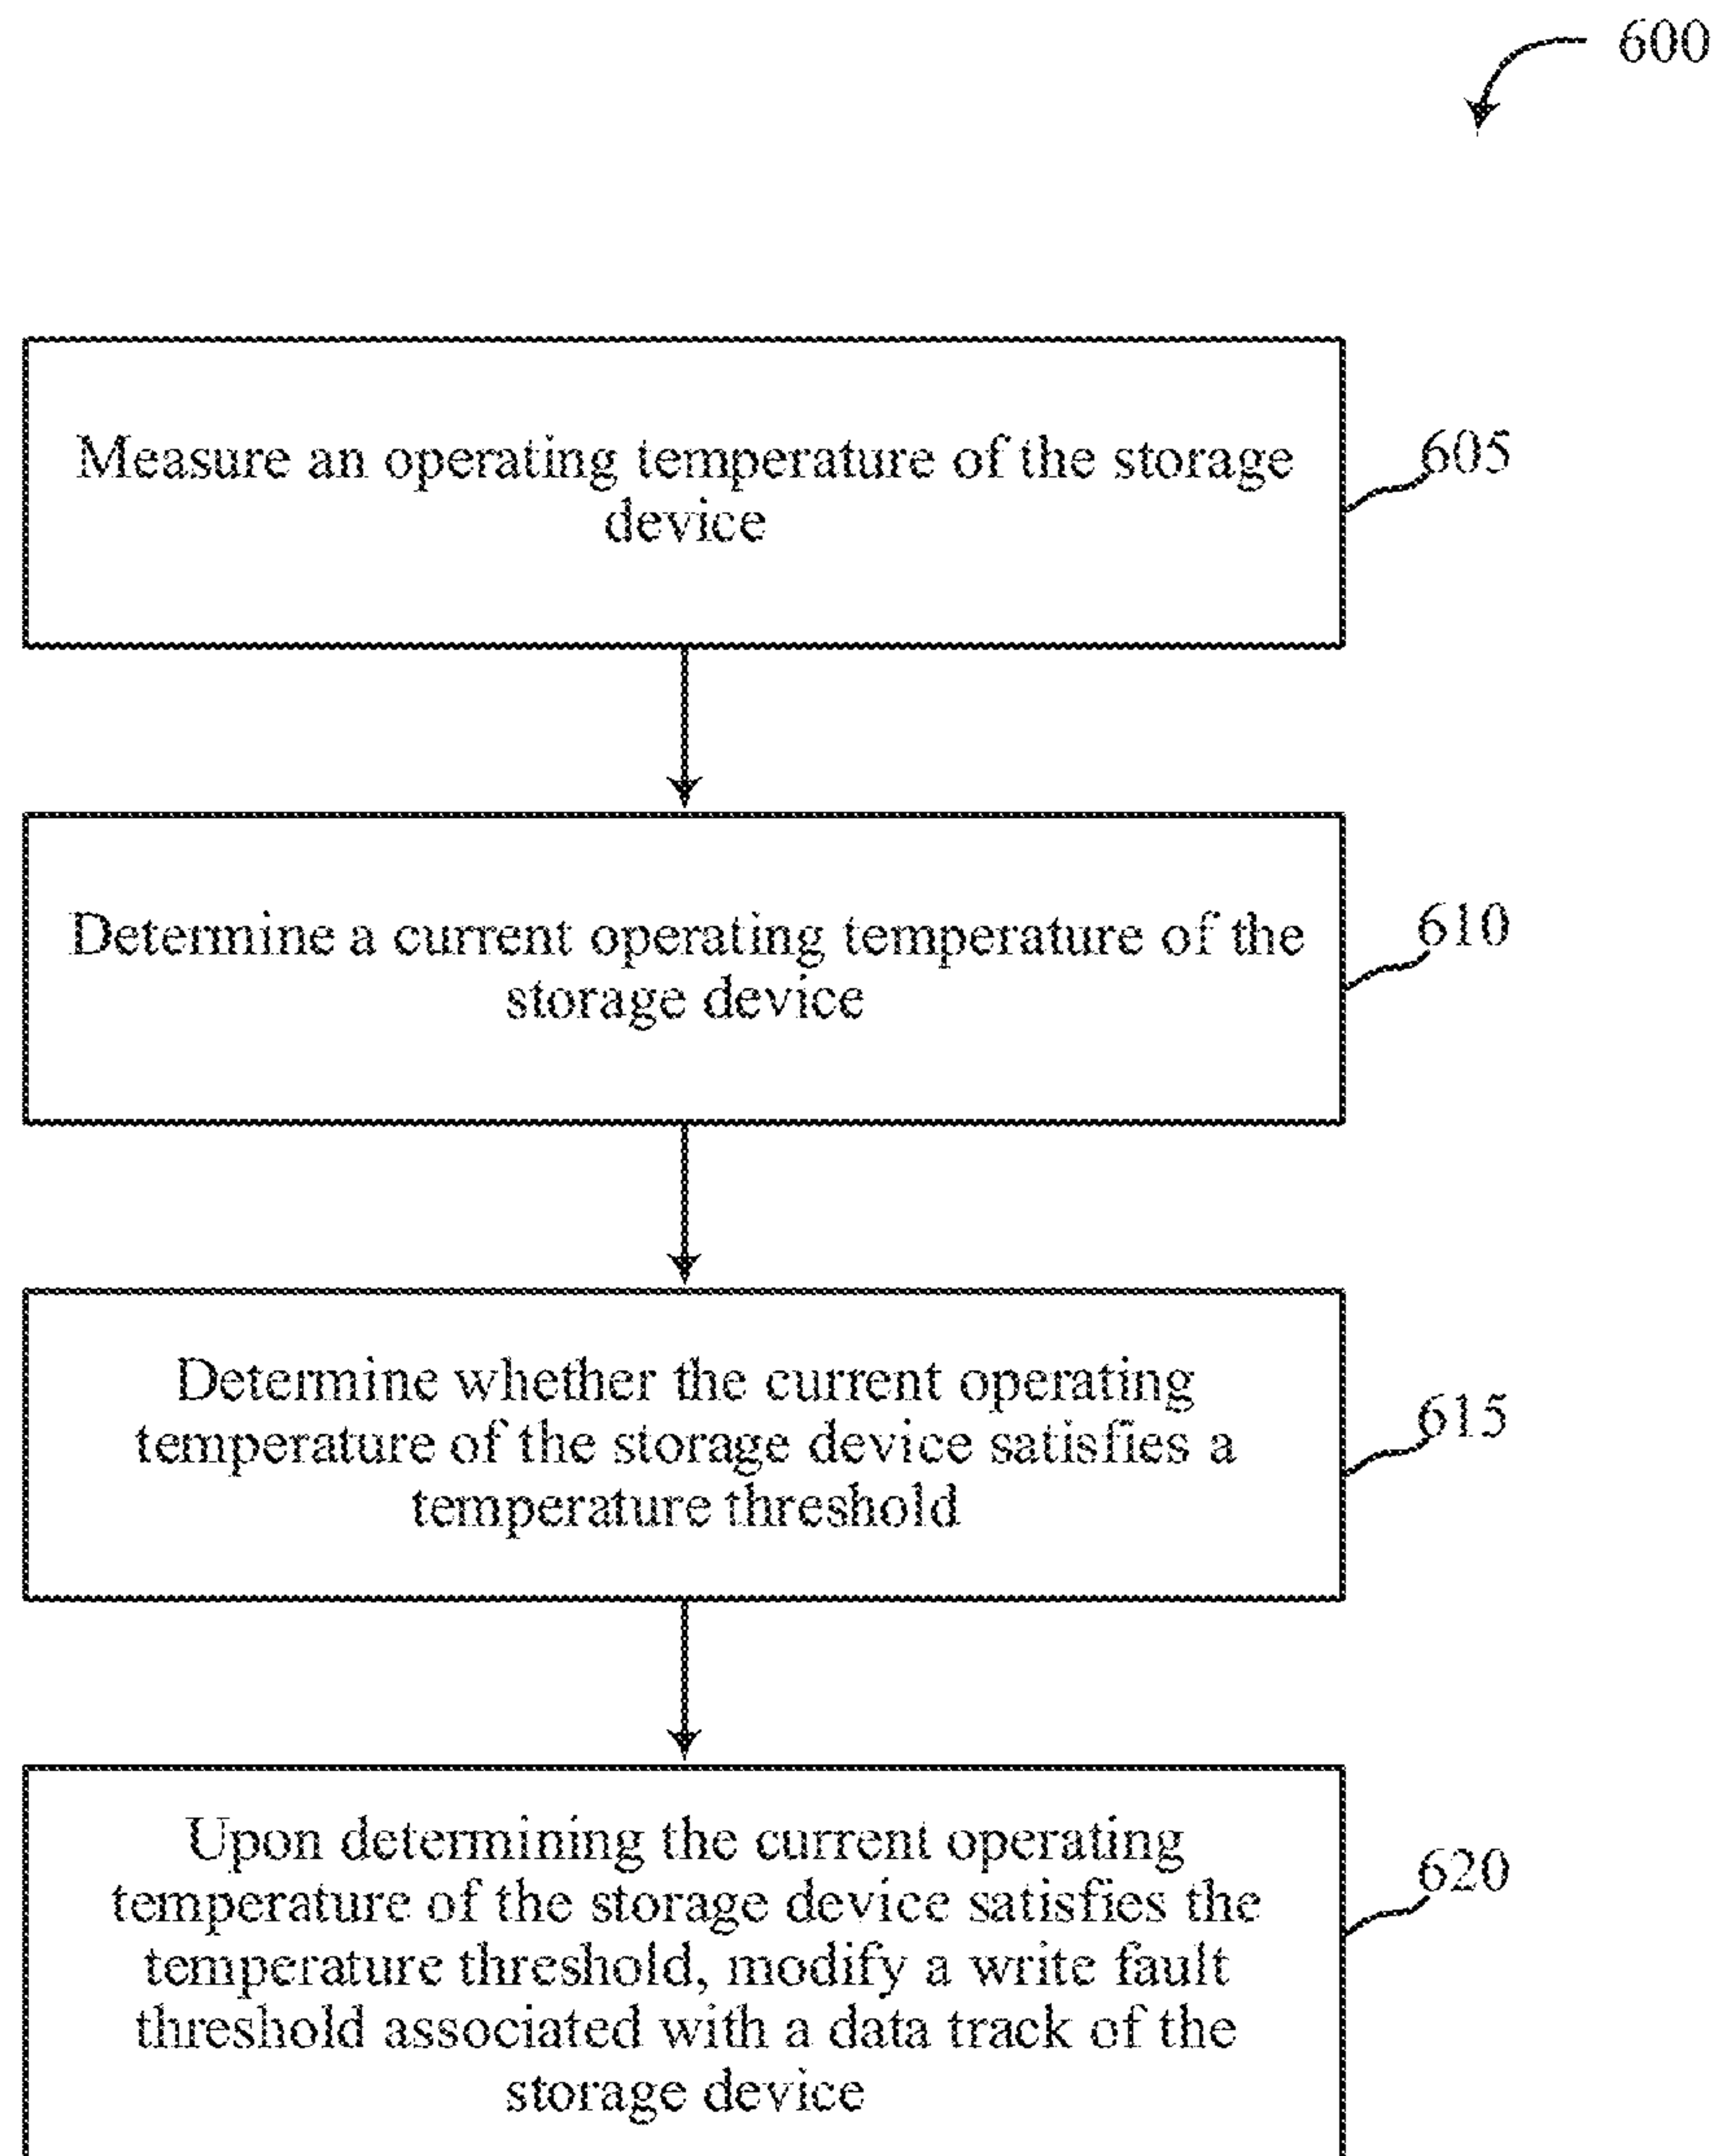 600
Measure an operating temperature of the storage
device
605
Determine a current operating temperature of the
storage device
610
Determine whether the current operating
temperature of the storage device satisfies a
temperature threshold
615
Upon determining the current operating
temperature of the storage device satisfies the
temperature threshold, modify a write fault
threshold associated with a data track of the
storage device
620